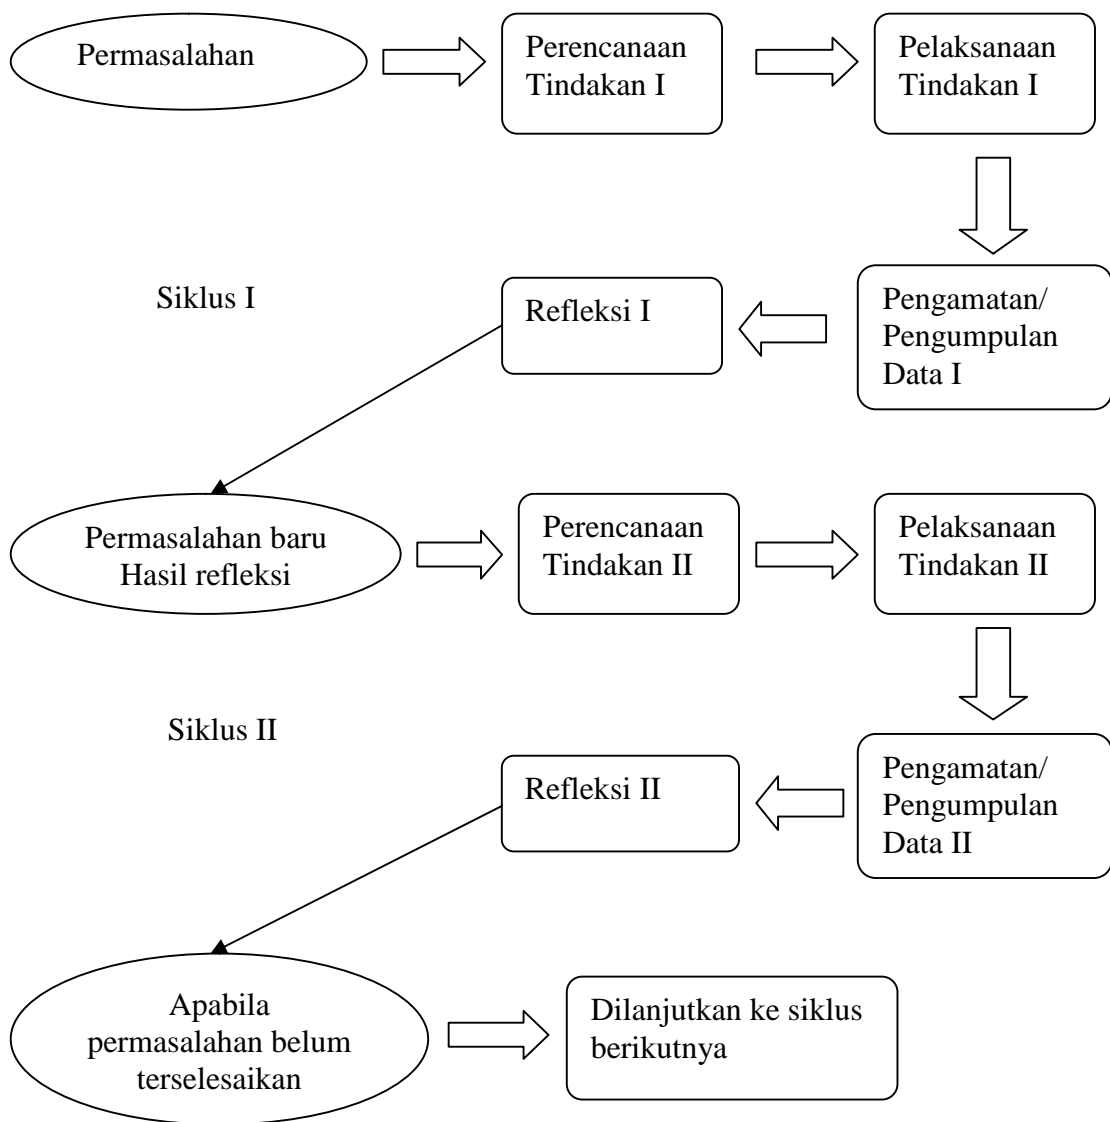 Permasalahan
Perencanaan
Tindakan I
Pelaksanaan
Tindakan I
Siklus I
Refleksi I
Pengamatan/
Pengumpulan
Data I
Permasalahan baru
Hasil refleksi
Perencanaan
Tindakan II
Pelaksanaan
Tindakan II
Siklus II
Refleksi II
Pengamatan/
Pengumpulan
Data II
Apabila
permasalahan belum
terselesaikan
Dilanjutkan ke siklus
berikutnya